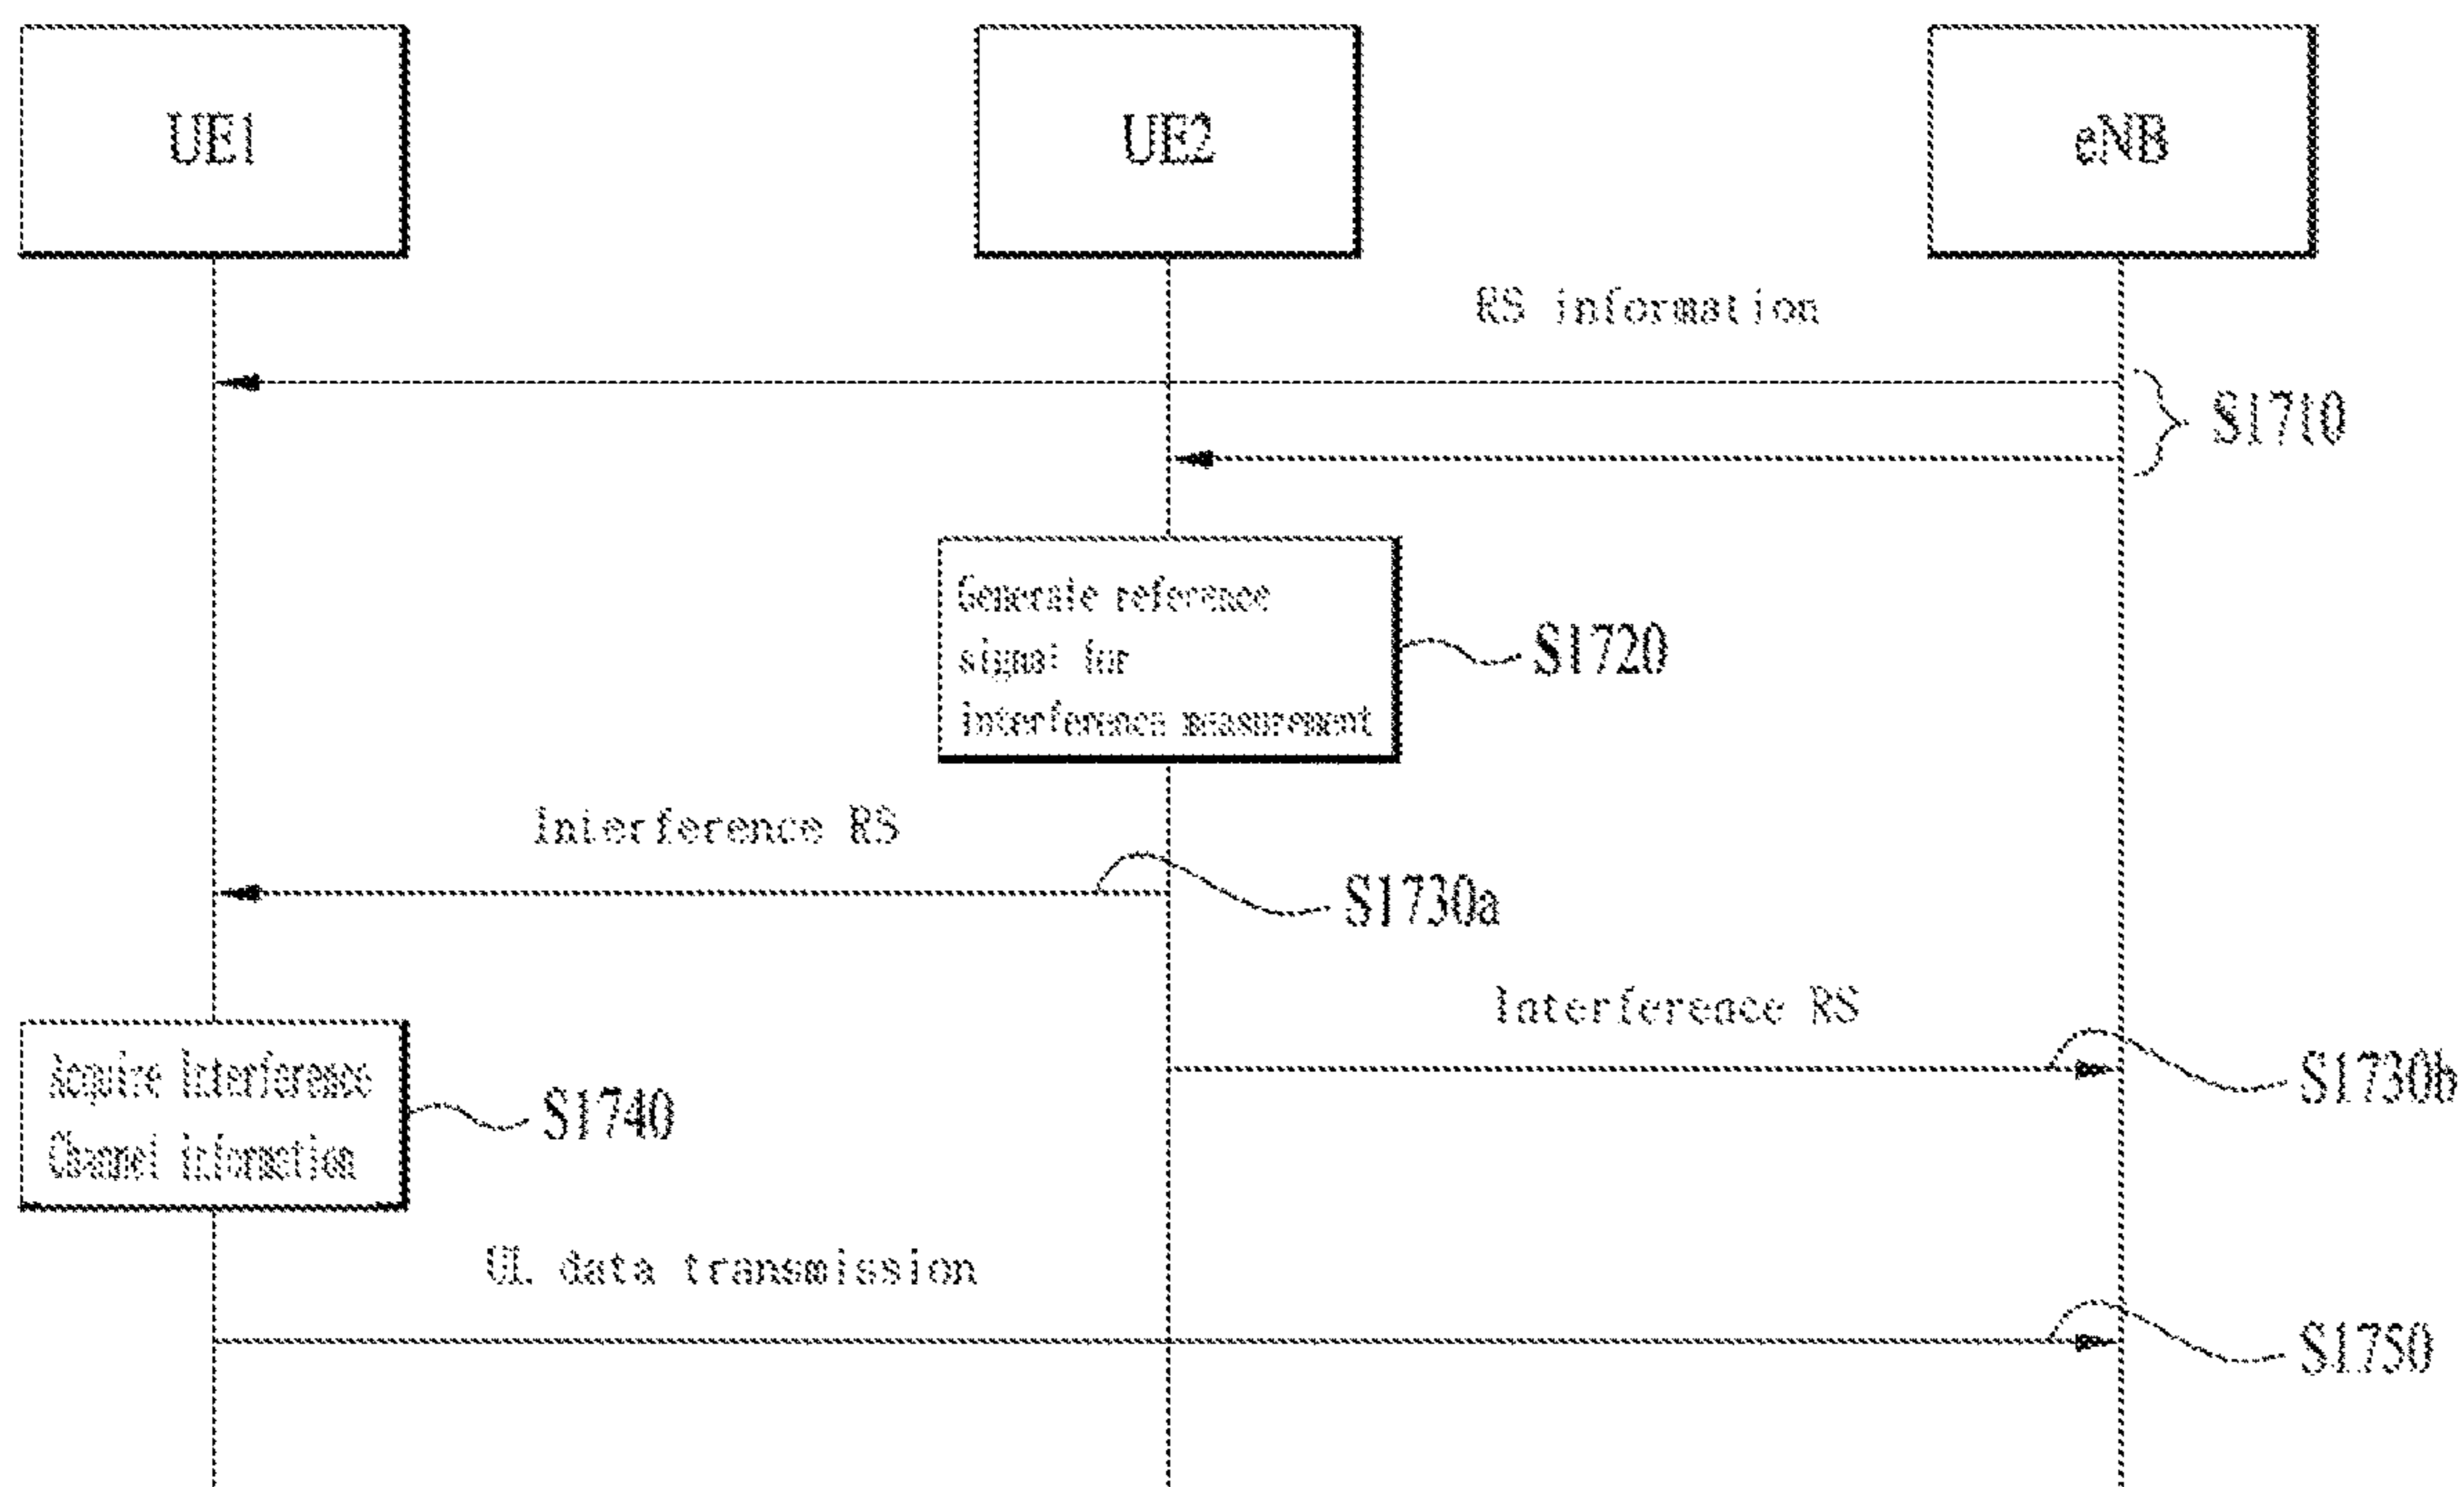 UE1
UE2
eNB
RS information
S1710
Generate reference
signal for
interference measurement
S1720
Interference RS
S1730a
Interference RS
S1730b
Acquire interference
Channel information
S1740
UL data transmission
S1750